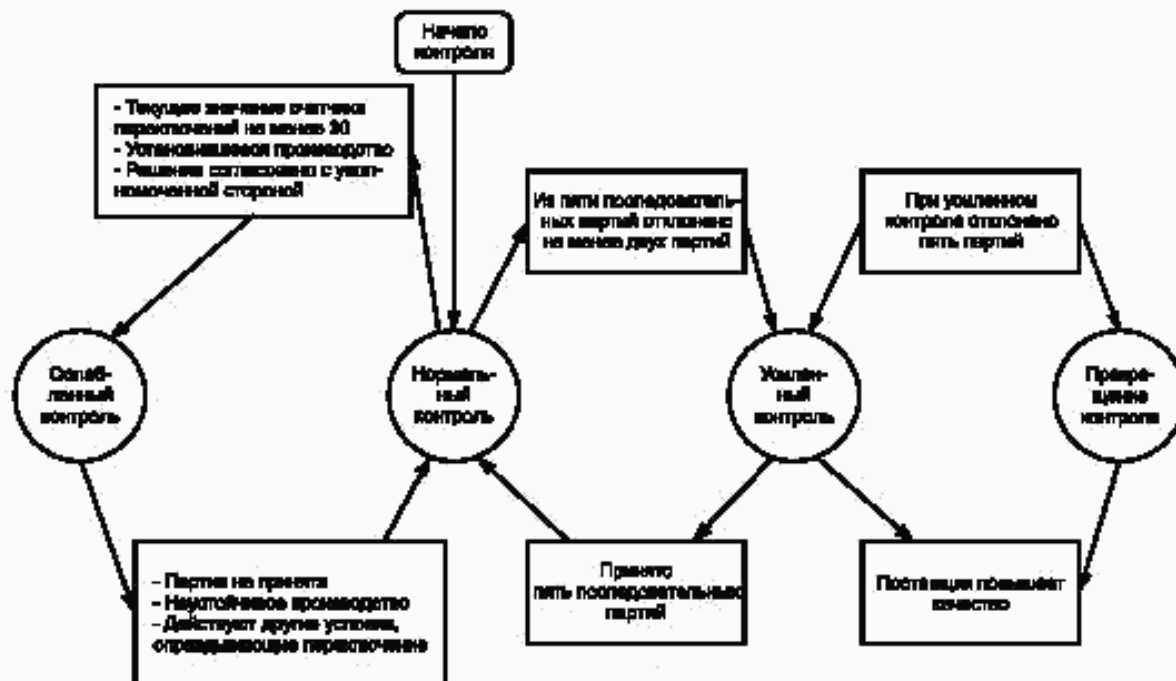 Начало
контроля
- Текущее значение счетчика
переключений не менее 30
- Установившееся производство
- Решение согласовано с упол-
номоченной стороной
Из пяти последователь-
ных партий отклонено
не менее двух партий
При усиленном
контроле отклонено
пять партий
Ослаб-
ленный
контроль
Нормаль-
ный
контроль
Усилен-
ный
контроль
Прекра-
щение
контроля
- Партия не принята
- Неустойчивое производство
- Действуют другие условия,
оправдывающие переключение
Принято
пять последовательных
партий
Поставщик повышает
качество